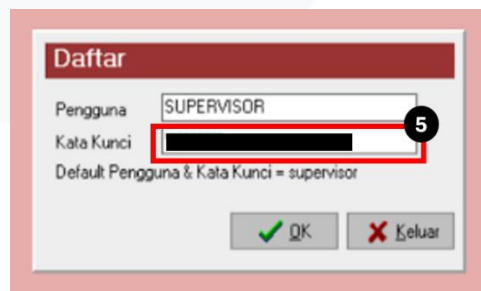 Daftar
Pengguna SUPERVISOR
5
Kata Kunci
Default Pengguna & Kata Kunci = supervisor
OK Keluar